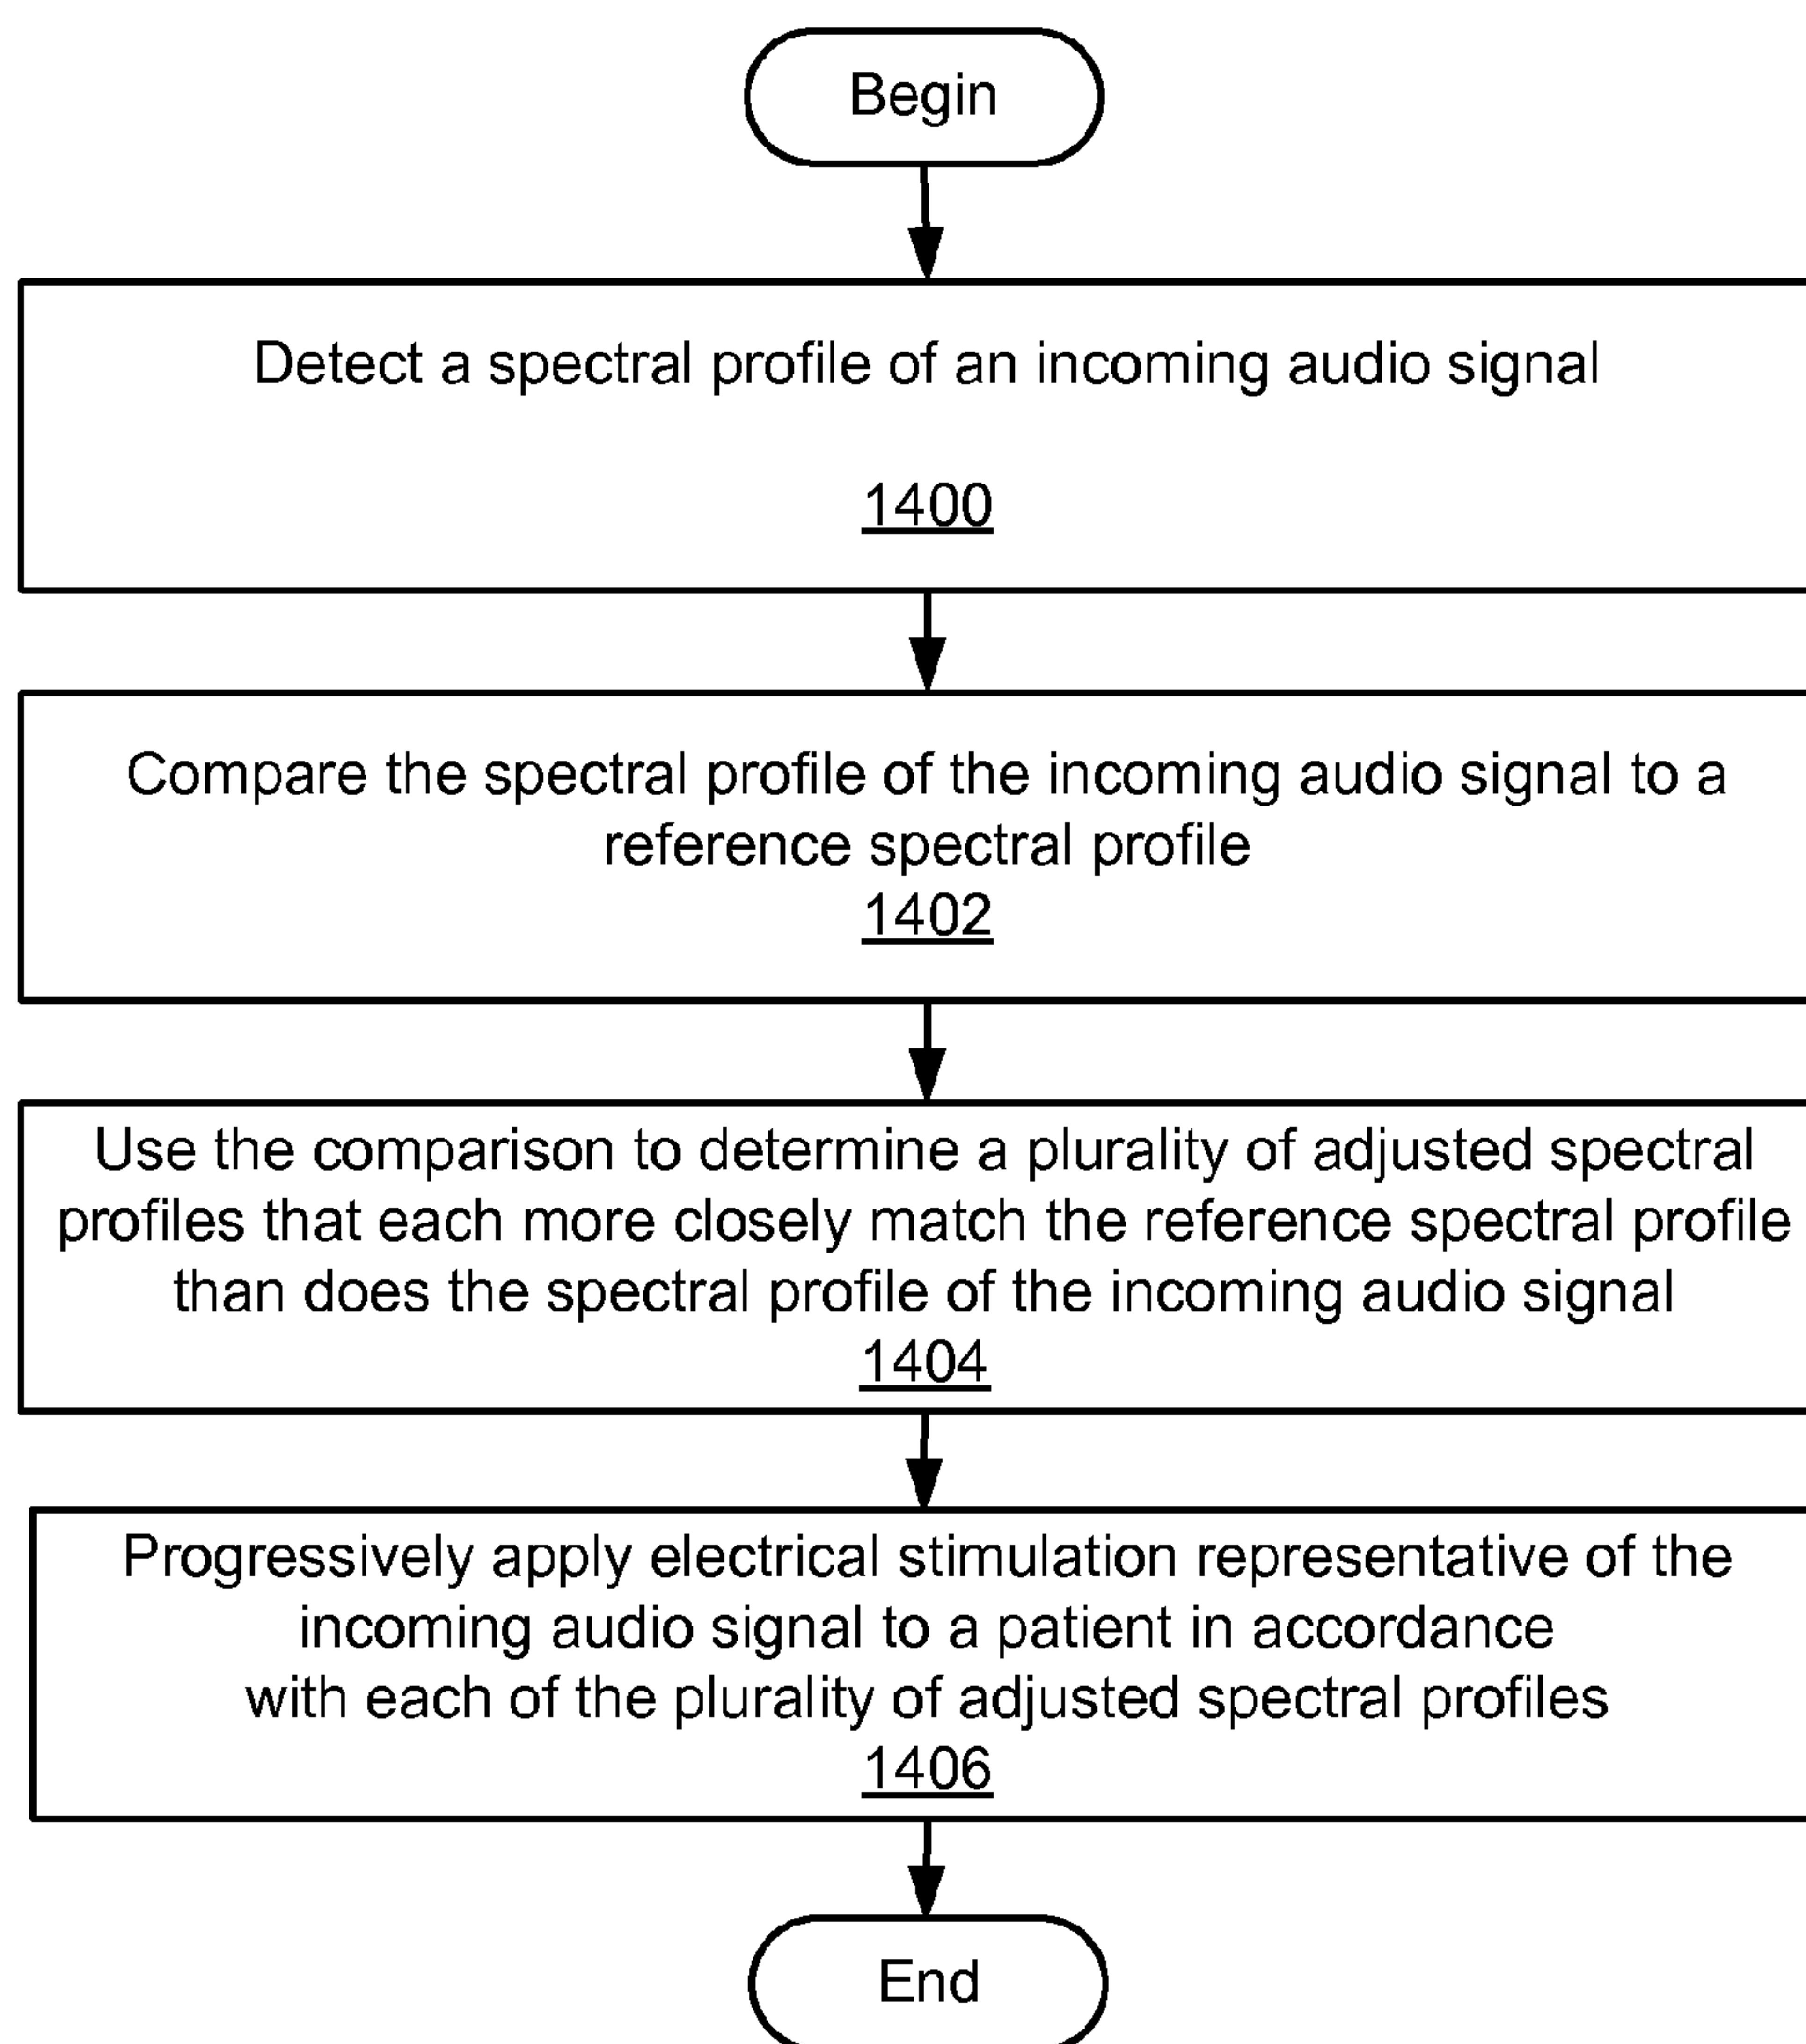 Begin
Detect a spectral profile of an incoming audio signal
1400
Compare the spectral profile of the incoming audio signal to a
reference spectral profile
1402
Use the comparison to determine a plurality of adjusted spectral
profiles that each more closely match the reference spectral profile
than does the spectral profile of the incoming audio signal
1404
Progressively apply electrical stimulation representative of the
incoming audio signal to a patient in accordance
with each of the plurality of adjusted spectral profiles
1406
End